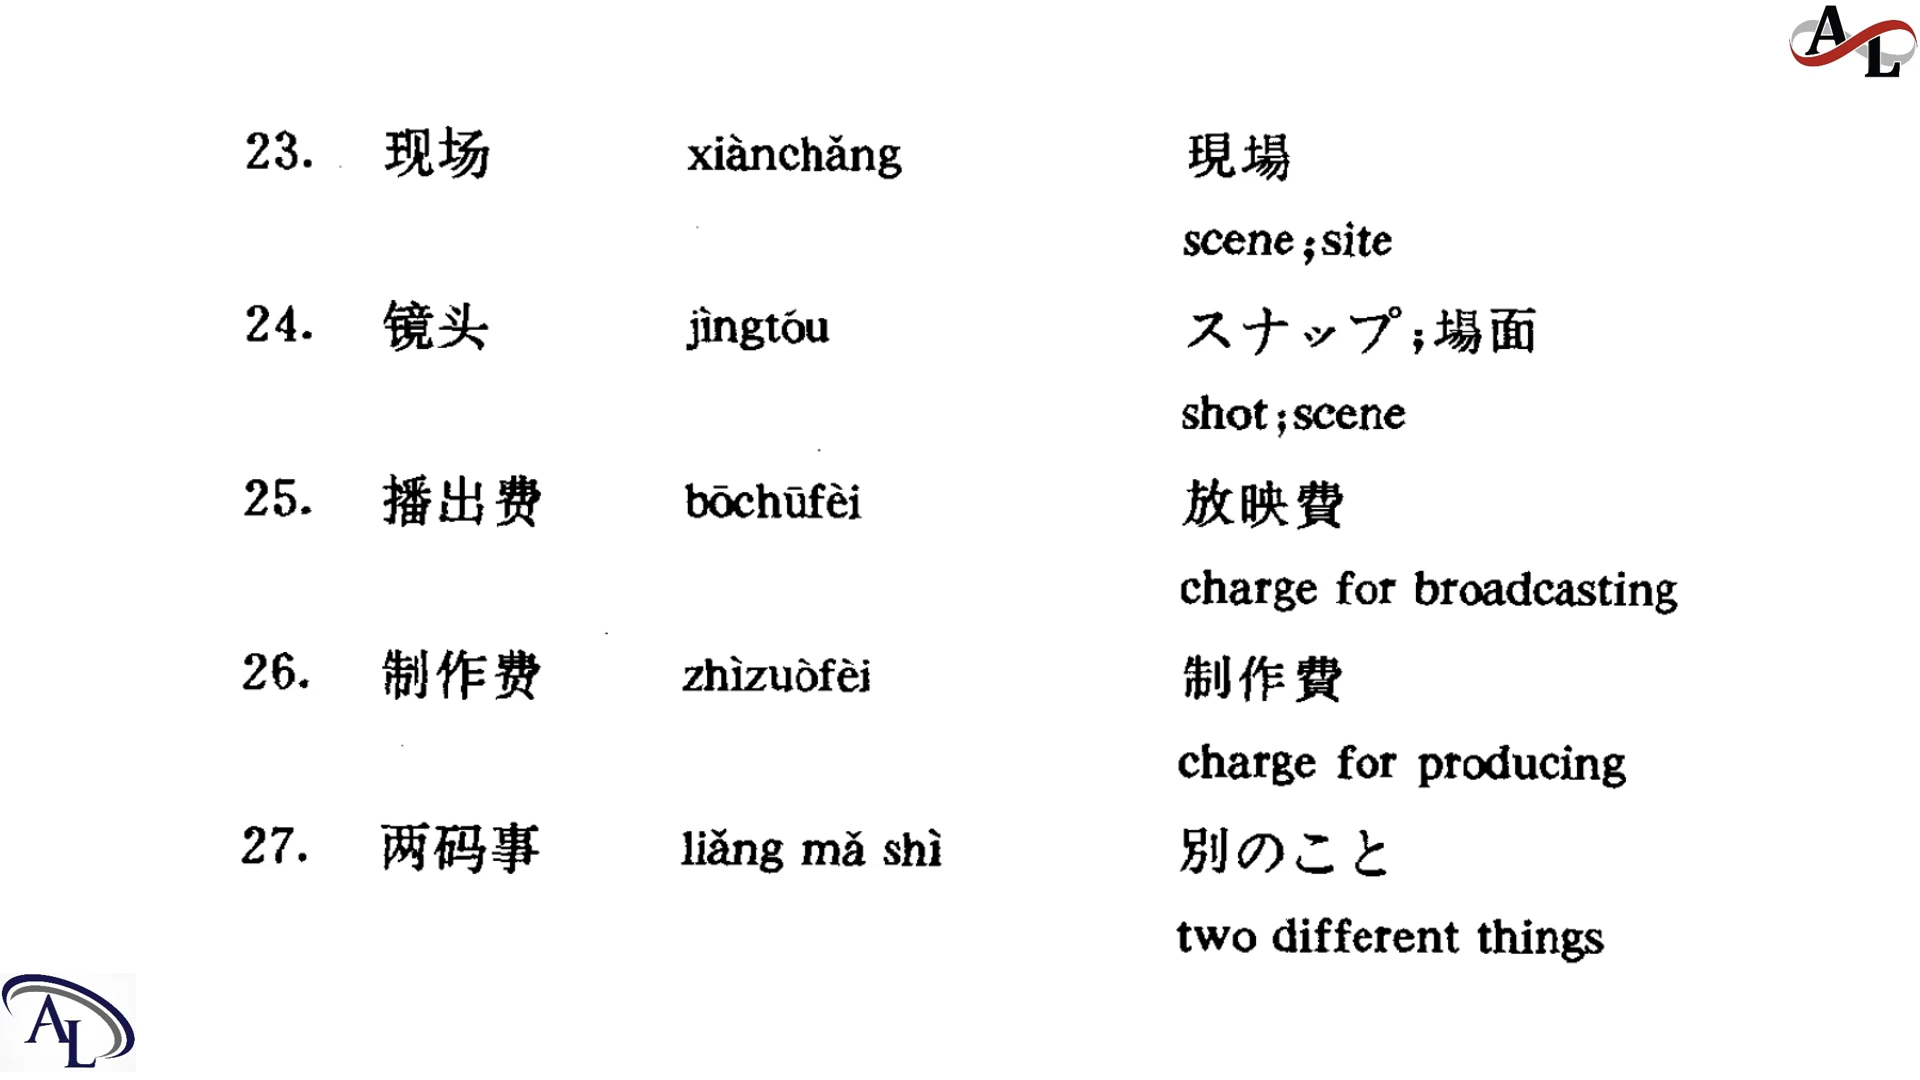 AL
23. 现场 xiànchǎng 現場
scene;site
24. 镜头 jìngtóu スナップ;場面
shot;scene
25. 播出费 bōchūfèi 放映費
charge for broadcasting
26. 制作费 zhìzuòfèi 制作費
charge for producing
27. 两码事 liǎng mǎ shì 別のこと
two different things
AL